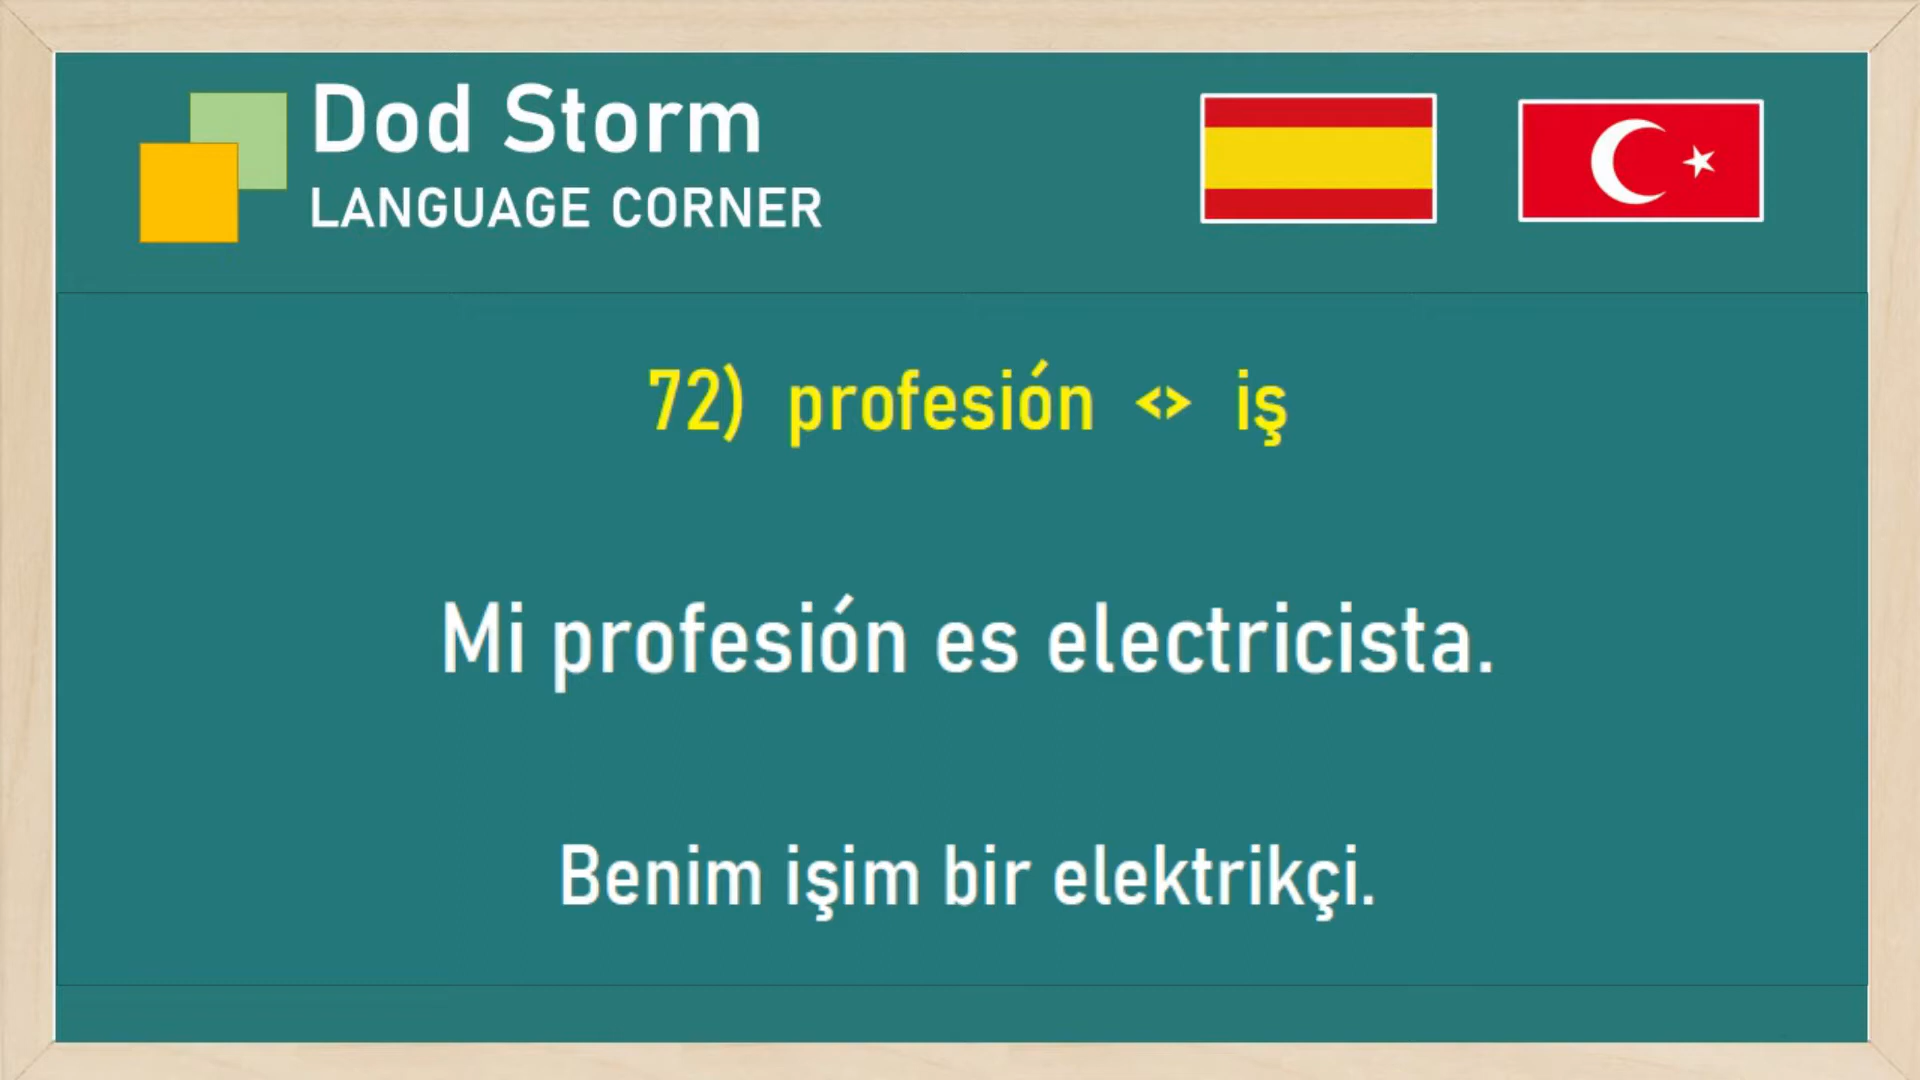 Dod Storm
LANGUAGE CORNER
72) profesión <> iş
Mi profesión es electricista.
Benim işim bir elektrikçi.